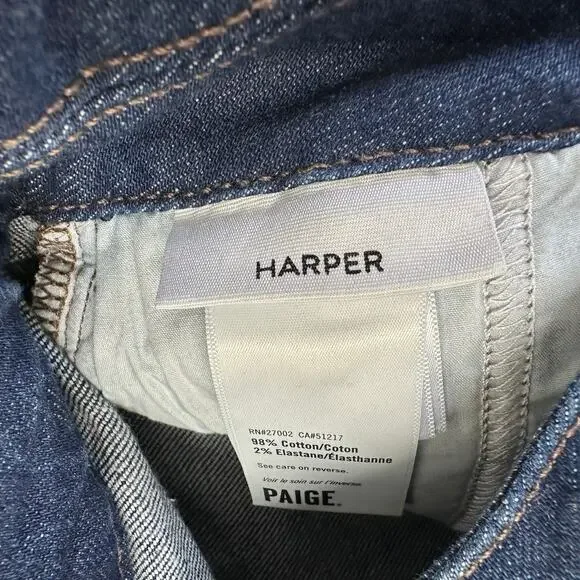 HARPER
RN#27002 CA#51217
98% Cotton/Coton
2% Elastane/Élasthanne
See care on reverse.
Voir le soin sur l'inverse.
PAIGE.